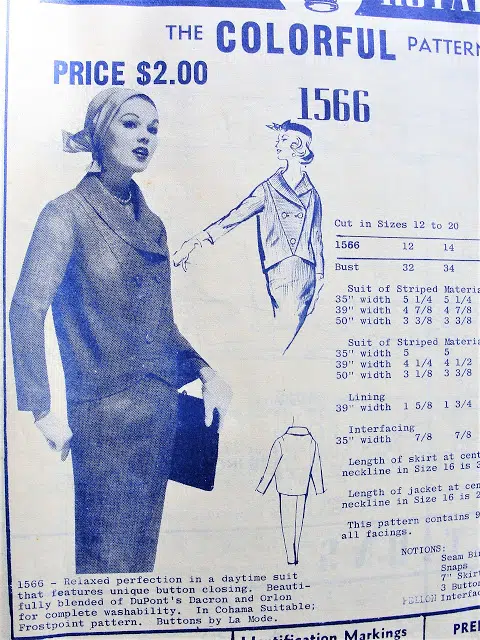 THE COLORFUL PATTERN
PRICE $2.00
1566
Cut in Sizes 12 to 20
1566 12 14
Bust 32 34
Suit of Striped Materia
35" width 5 1/4 5 1/4
39" width 4 7/8 4 7/8
50" width 3 3/8 3 3/8
Suit of Striped Materia
35" width 5 5
39" width 4 1/4 4 1/2
50" width 3 1/8 3 3/8
Lining
39" width 1 5/8 1 3/4
Interfacing
35" width 7/8 7/8
Length of skirt at cent
neckline in Size 16 is
Length of jacket at cen
neckline in Size 16 is 2
This pattern contains 9
all facings.
NOTIONS:
Seam Bin
Snaps
7" Skirt
3 Button
Interfac
1566 - Relaxed perfection in a daytime suit
that features unique button closing. Beauti-
fully blended of DuPont's Dacron and Orlon
for complete washability. In Cohama Suitable;
Frostpoint pattern. Buttons by La Mode.
Identification Markings